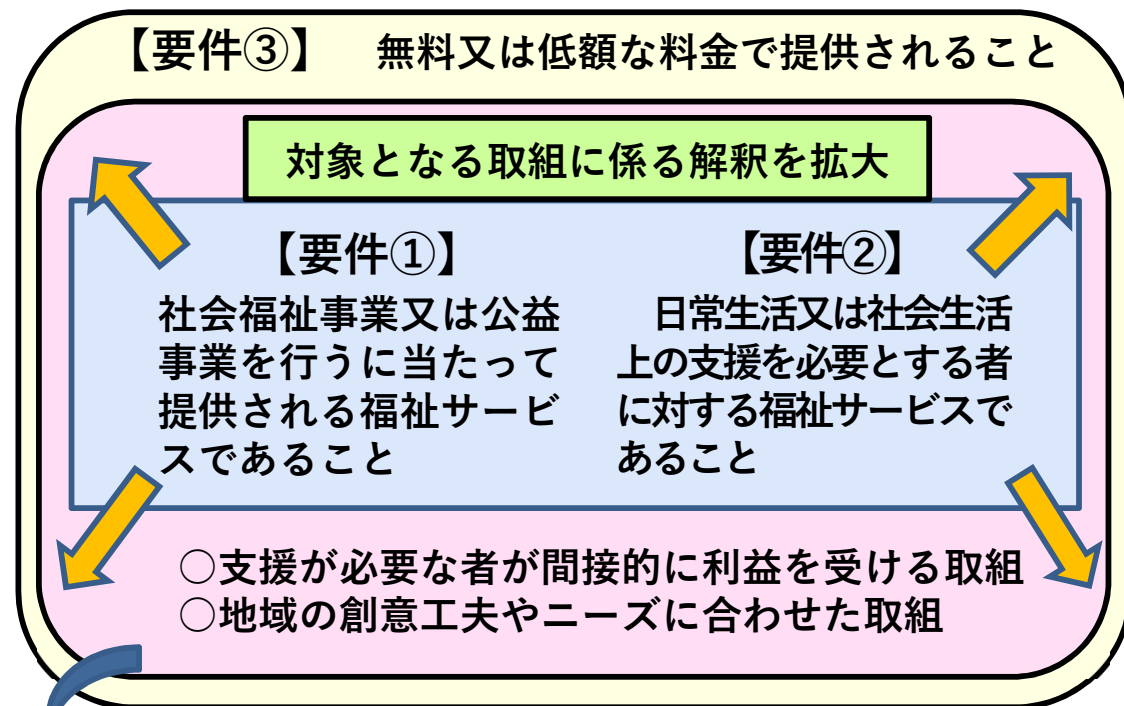 【要件③】　無料又は低額な料金で提供されること
対象となる取組に係る解釈を拡大
【要件①】
社会福祉事業又は公益
事業を行うに当たって
提供される福祉サービ
スであること
【要件②】
　日常生活又は社会生活
上の支援を必要とする者
に対する福祉サービスで
あること
○支援が必要な者が間接的に利益を受ける取組
○地域の創意工夫やニーズに合わせた取組